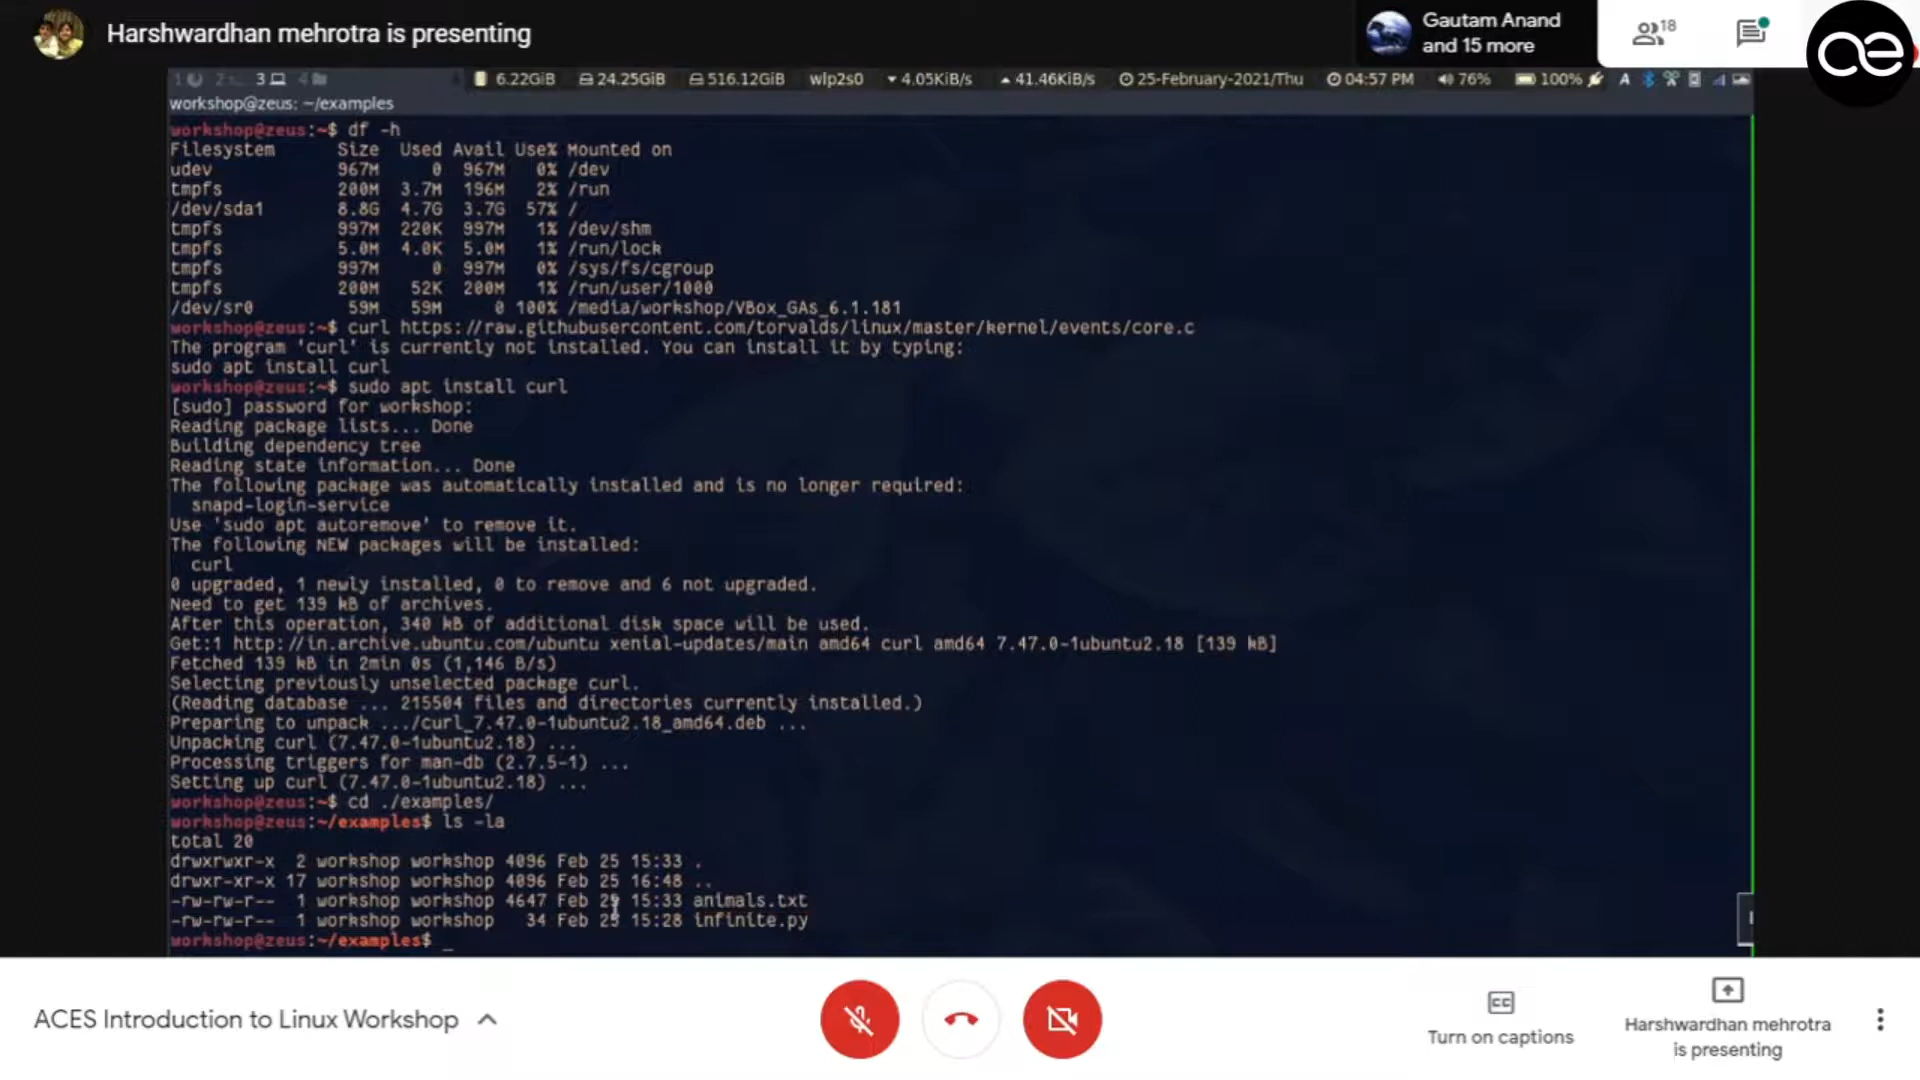 Harshwardhan mehrotra is presenting
Gautam Anand
and 15 more
18
1 2 3 4 6.22GiB 24.25GiB 516.12GiB wlp2s0 4.05KiB/s 41.46KiB/s 25-February-2021/Thu 04:57 PM 76% 100% A
workshop@zeus: ~/examples
workshop@zeus:~$ df -h
Filesystem Size Used Avail Use% Mounted on
udev 967M 0 967M 0% /dev
tmpfs 200M 3.7M 196M 2% /run
/dev/sda1 8.8G 4.7G 3.7G 57% /
tmpfs 997M 220K 997M 1% /dev/shm
tmpfs 5.0M 4.0K 5.0M 1% /run/lock
tmpfs 997M 0 997M 0% /sys/fs/cgroup
tmpfs 200M 52K 200M 1% /run/user/1000
/dev/sr0 59M 59M 0 100% /media/workshop/VBox_GAs_6.1.181
workshop@zeus:~$ curl https://raw.githubusercontent.com/torvalds/linux/master/kernel/events/core.c
The program 'curl' is currently not installed. You can install it by typing:
sudo apt install curl
workshop@zeus:~$ sudo apt install curl
[sudo] password for workshop:
Reading package lists... Done
Building dependency tree
Reading state information... Done
The following package was automatically installed and is no longer required:
snapd-login-service
Use 'sudo apt autoremove' to remove it.
The following NEW packages will be installed:
curl
0 upgraded, 1 newly installed, 0 to remove and 6 not upgraded.
Need to get 139 kB of archives.
After this operation, 340 kB of additional disk space will be used.
Get:1 http://in.archive.ubuntu.com/ubuntu xenial-updates/main amd64 curl amd64 7.47.0-1ubuntu2.18 [139 kB]
Fetched 139 kB in 2min 0s (1,146 B/s)
Selecting previously unselected package curl.
(Reading database ... 215504 files and directories currently installed.)
Preparing to unpack .../curl_7.47.0-1ubuntu2.18_amd64.deb ...
Unpacking curl (7.47.0-1ubuntu2.18) ...
Processing triggers for man-db (2.7.5-1) ...
Setting up curl (7.47.0-1ubuntu2.18) ...
workshop@zeus:~$ cd ./examples/
workshop@zeus:~/examples$ ls -la
total 20
drwxrwxr-x 2 workshop workshop 4096 Feb 25 15:33 .
drwxr-xr-x 17 workshop workshop 4096 Feb 25 16:48 ..
-rw-rw-r-- 1 workshop workshop 4647 Feb 25 15:33 animals.txt
-rw-rw-r-- 1 workshop workshop 34 Feb 25 15:28 infinite.py
workshop@zeus:~/examples$ _
ACES Introduction to Linux Workshop
CC
Turn on captions
Harshwardhan mehrotra
is presenting